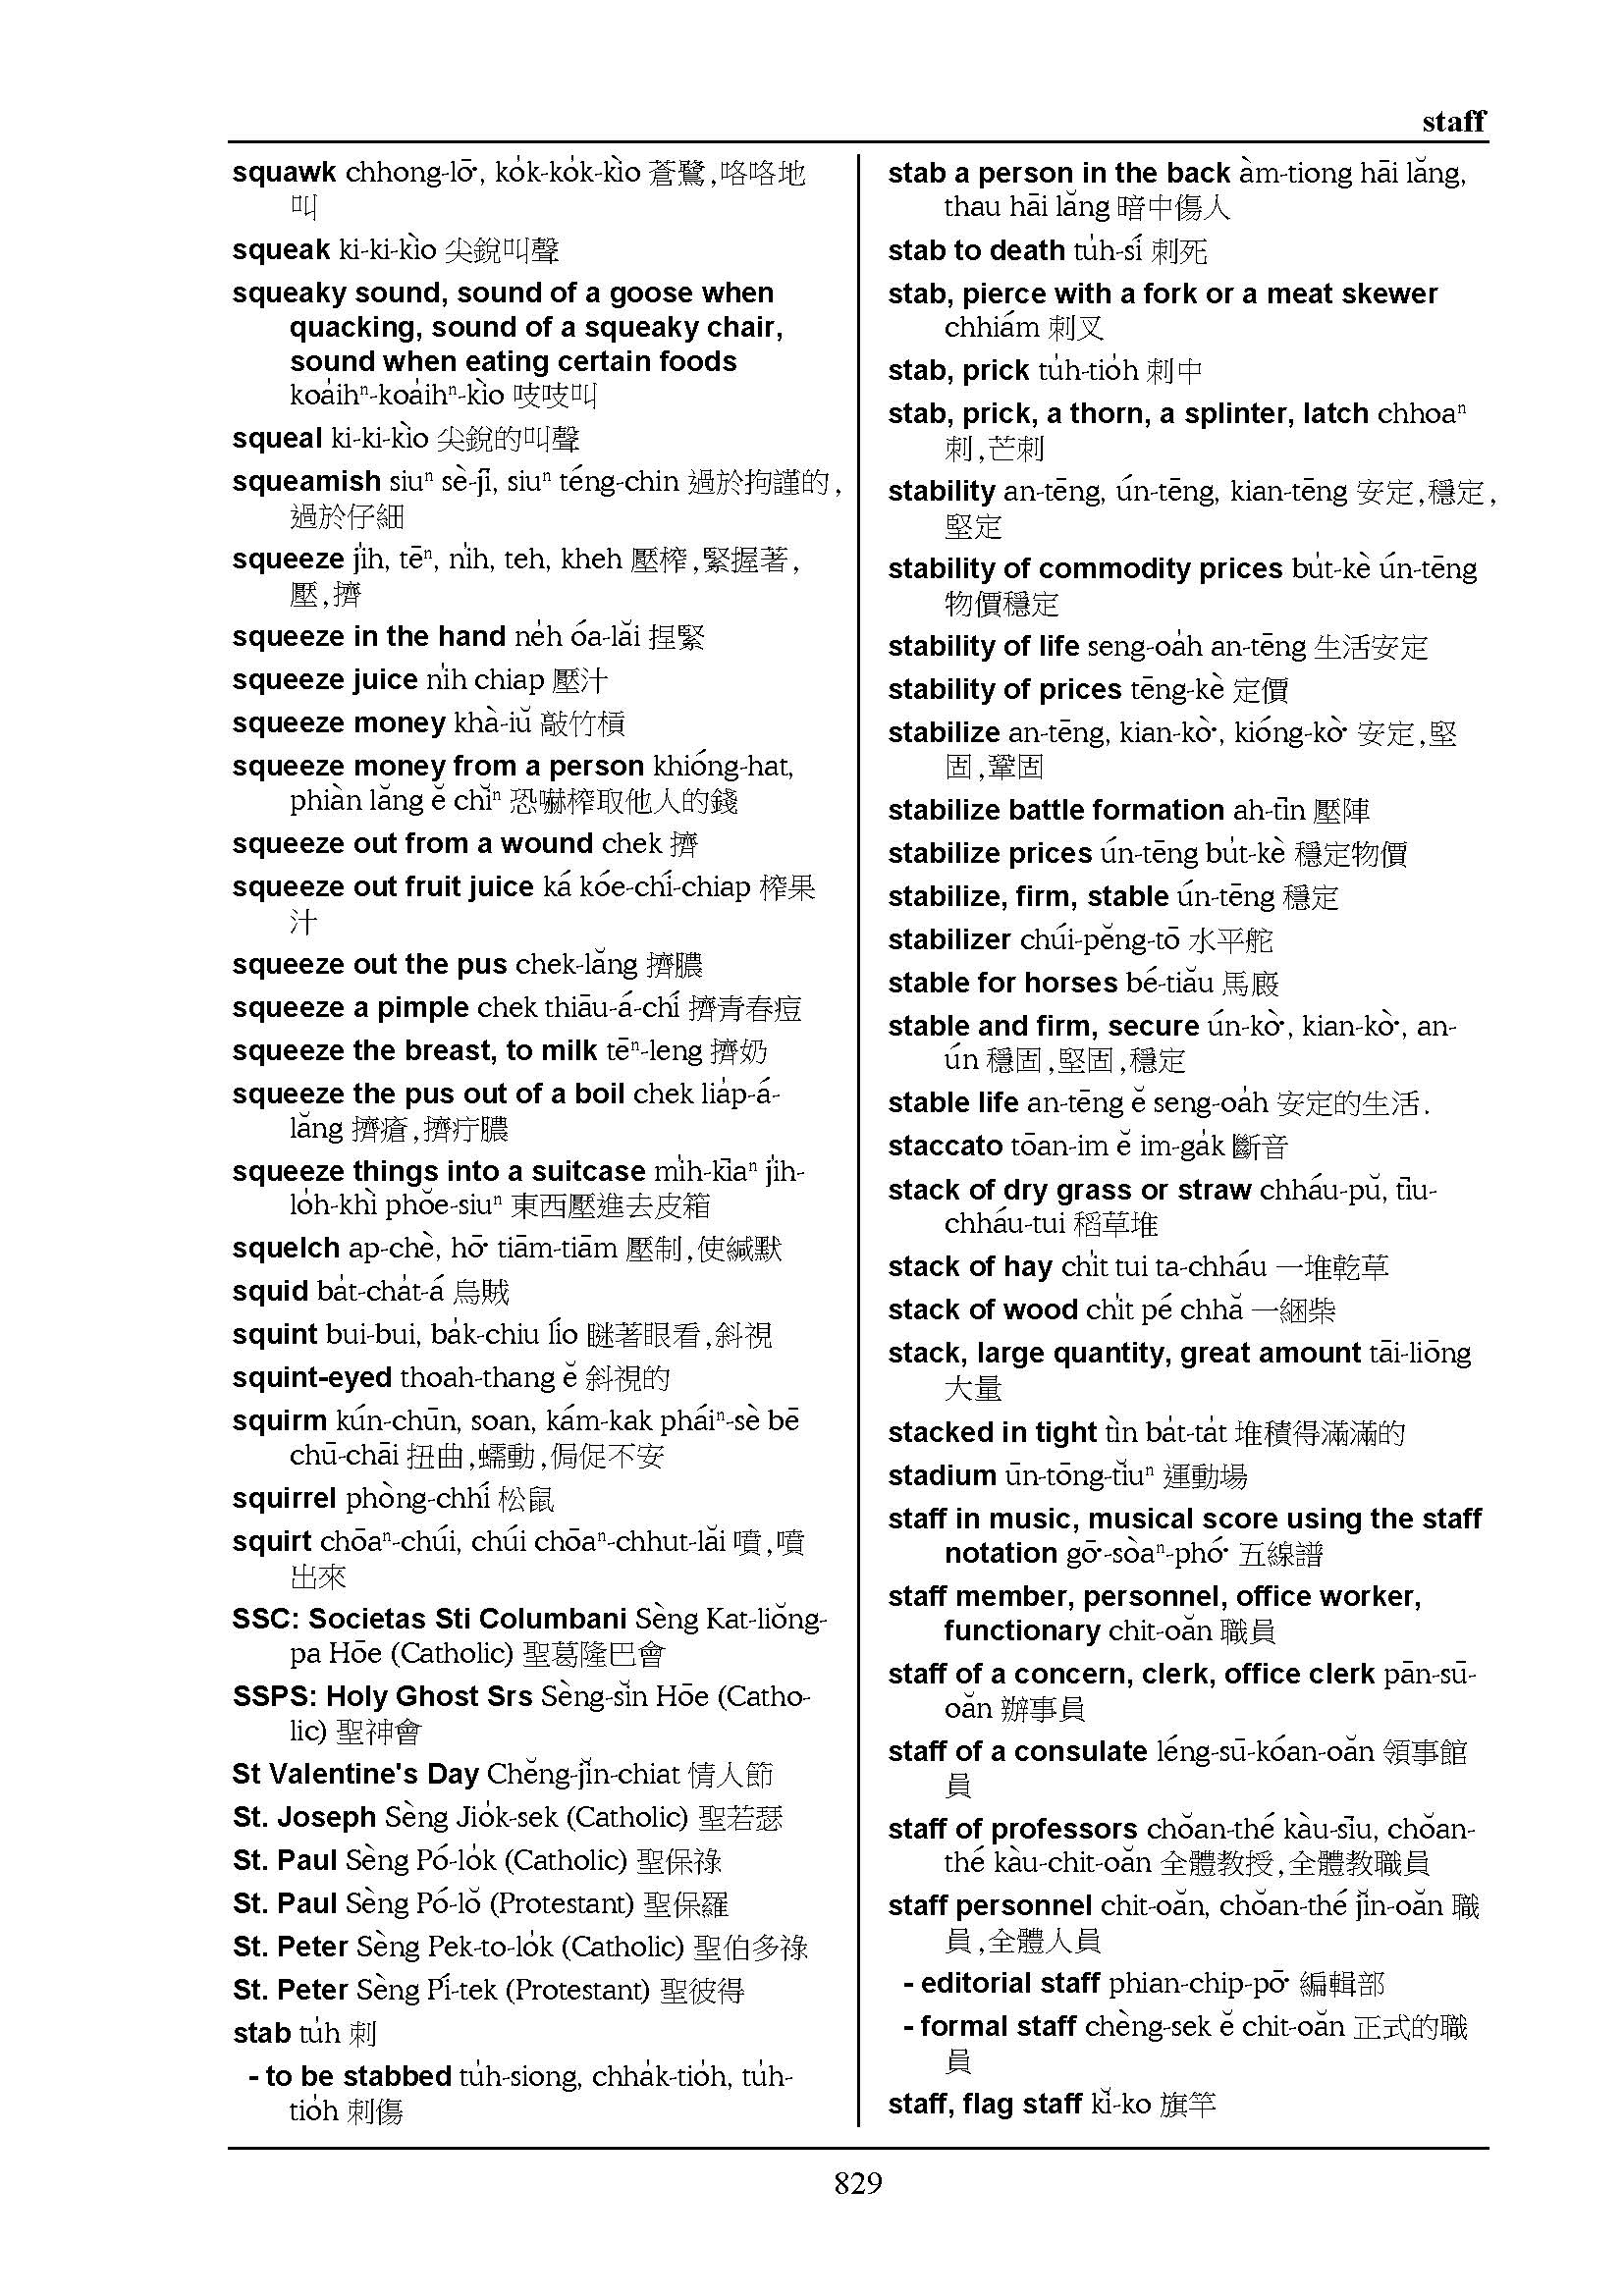 staff
squawk chhong-lō͘, ko̍k-ko̍k-kìo 蒼鷺,咯咯地
叫
squeak ki-ki-kìo 尖銳叫聲
squeaky sound, sound of a goose when
quacking, sound of a squeaky chair,
sound when eating certain foods
koa̍ihⁿ-koa̍ihⁿ-kìo 吱吱叫
squeal ki-ki-kìo 尖銳的叫聲
squeamish siuⁿ sè-jī, siuⁿ téng-chin 過於拘謹的,
過於仔細
squeeze ji̍h, tēⁿ, ni̍h, teh, kheh 壓榨,緊握著,
壓,擠
squeeze in the hand ne̍h óa-lăi 捏緊
squeeze juice ni̍h chiap 壓汁
squeeze money khà-iŭ 敲竹槓
squeeze money from a person khióng-hat,
phiàn lăng ĕ chĭⁿ 恐嚇榨取他人的錢
squeeze out from a wound chek 擠
squeeze out fruit juice ká kóe-chí-chiap 榨果
汁
squeeze out the pus chek-lăng 擠膿
squeeze a pimple chek thiāu-á-chí 擠青春痘
squeeze the breast, to milk tēⁿ-leng 擠奶
squeeze the pus out of a boil chek lia̍p-á-
lăng 擠瘡,擠疔膿
squeeze things into a suitcase mi̍h-kīaⁿ ji̍h-
lo̍h-khì phŏe-siuⁿ 東西壓進去皮箱
squelch ap-chè, hō͘ tiām-tiām 壓制,使緘默
squid ba̍t-cha̍t-á 烏賊
squint bui-bui, ba̍k-chiu lío 瞇著眼看,斜視
squint-eyed thoah-thang ĕ 斜視的
squirm kún-chūn, soan, kám-kak pháiⁿ-sè bē
chū-chāi 扭曲,蠕動,侷促不安
squirrel phòng-chhí 松鼠
squirt chōaⁿ-chúi, chúi chōaⁿ-chhut-lăi 噴,噴
出來
SSC: Societas Sti Columbani Sèng Kat-liŏng-
pa Hōe (Catholic) 聖葛隆巴會
SSPS: Holy Ghost Srs Sèng-sĭn Hōe (Catho-
lic) 聖神會
St Valentine's Day Chĕng-jĭn-chiat 情人節
St. Joseph Sèng Jio̍k-sek (Catholic) 聖若瑟
St. Paul Sèng Pó-lo̍k (Catholic) 聖保祿
St. Paul Sèng Pó-lŏ (Protestant) 聖保羅
St. Peter Sèng Pek-to-lo̍k (Catholic) 聖伯多祿
St. Peter Sèng Pí-tek (Protestant) 聖彼得
stab tu̍h 刺
- to be stabbed tu̍h-siong, chha̍k-tio̍h, tu̍h-
tio̍h 刺傷
stab a person in the back àm-tiong hāi lăng,
thau hāi lăng 暗中傷人
stab to death tu̍h-sí 刺死
stab, pierce with a fork or a meat skewer
chhiám 刺叉
stab, prick tu̍h-tio̍h 刺中
stab, prick, a thorn, a splinter, latch chhoaⁿ
刺,芒刺
stability an-tēng, ún-tēng, kian-tēng 安定,穩定,
堅定
stability of commodity prices bu̍t-kè ún-tēng
物價穩定
stability of life seng-oa̍h an-tēng 生活安定
stability of prices tēng-kè 定價
stabilize an-tēng, kian-kò͘, kióng-kò͘ 安定,堅
固,鞏固
stabilize battle formation ah-tīn 壓陣
stabilize prices ún-tēng bu̍t-kè 穩定物價
stabilize, firm, stable ún-tēng 穩定
stabilizer chúi-pĕng-tō 水平舵
stable for horses bé-tiău 馬廄
stable and firm, secure ún-kò͘, kian-kò͘, an-
ún 穩固,堅固,穩定
stable life an-tēng ĕ seng-oa̍h 安定的生活.
staccato tōan-im ĕ im-ga̍k 斷音
stack of dry grass or straw chháu-pŭ, tīu-
chháu-tui 稻草堆
stack of hay chi̍t tui ta-chháu 一堆乾草
stack of wood chi̍t pé chhă 一綑柴
stack, large quantity, great amount tāi-liōng
大量
stacked in tight tìn ba̍t-ta̍t 堆積得滿滿的
stadium ūn-tōng-tĭuⁿ 運動場
staff in music, musical score using the staff
notation gō͘-sòaⁿ-phó͘ 五線譜
staff member, personnel, office worker,
functionary chit-oăn 職員
staff of a concern, clerk, office clerk pān-sū-
oăn 辦事員
staff of a consulate léng-sū-kóan-oăn 領事館
員
staff of professors chŏan-thé kàu-sīu, chŏan-
thé kàu-chit-oăn 全體教授,全體教職員
staff personnel chit-oăn, chŏan-thé jĭn-oăn 職
員,全體人員
- editorial staff phian-chip-pō͘ 編輯部
- formal staff chèng-sek ĕ chit-oăn 正式的職
員
staff, flag staff kĭ-ko 旗竿
829